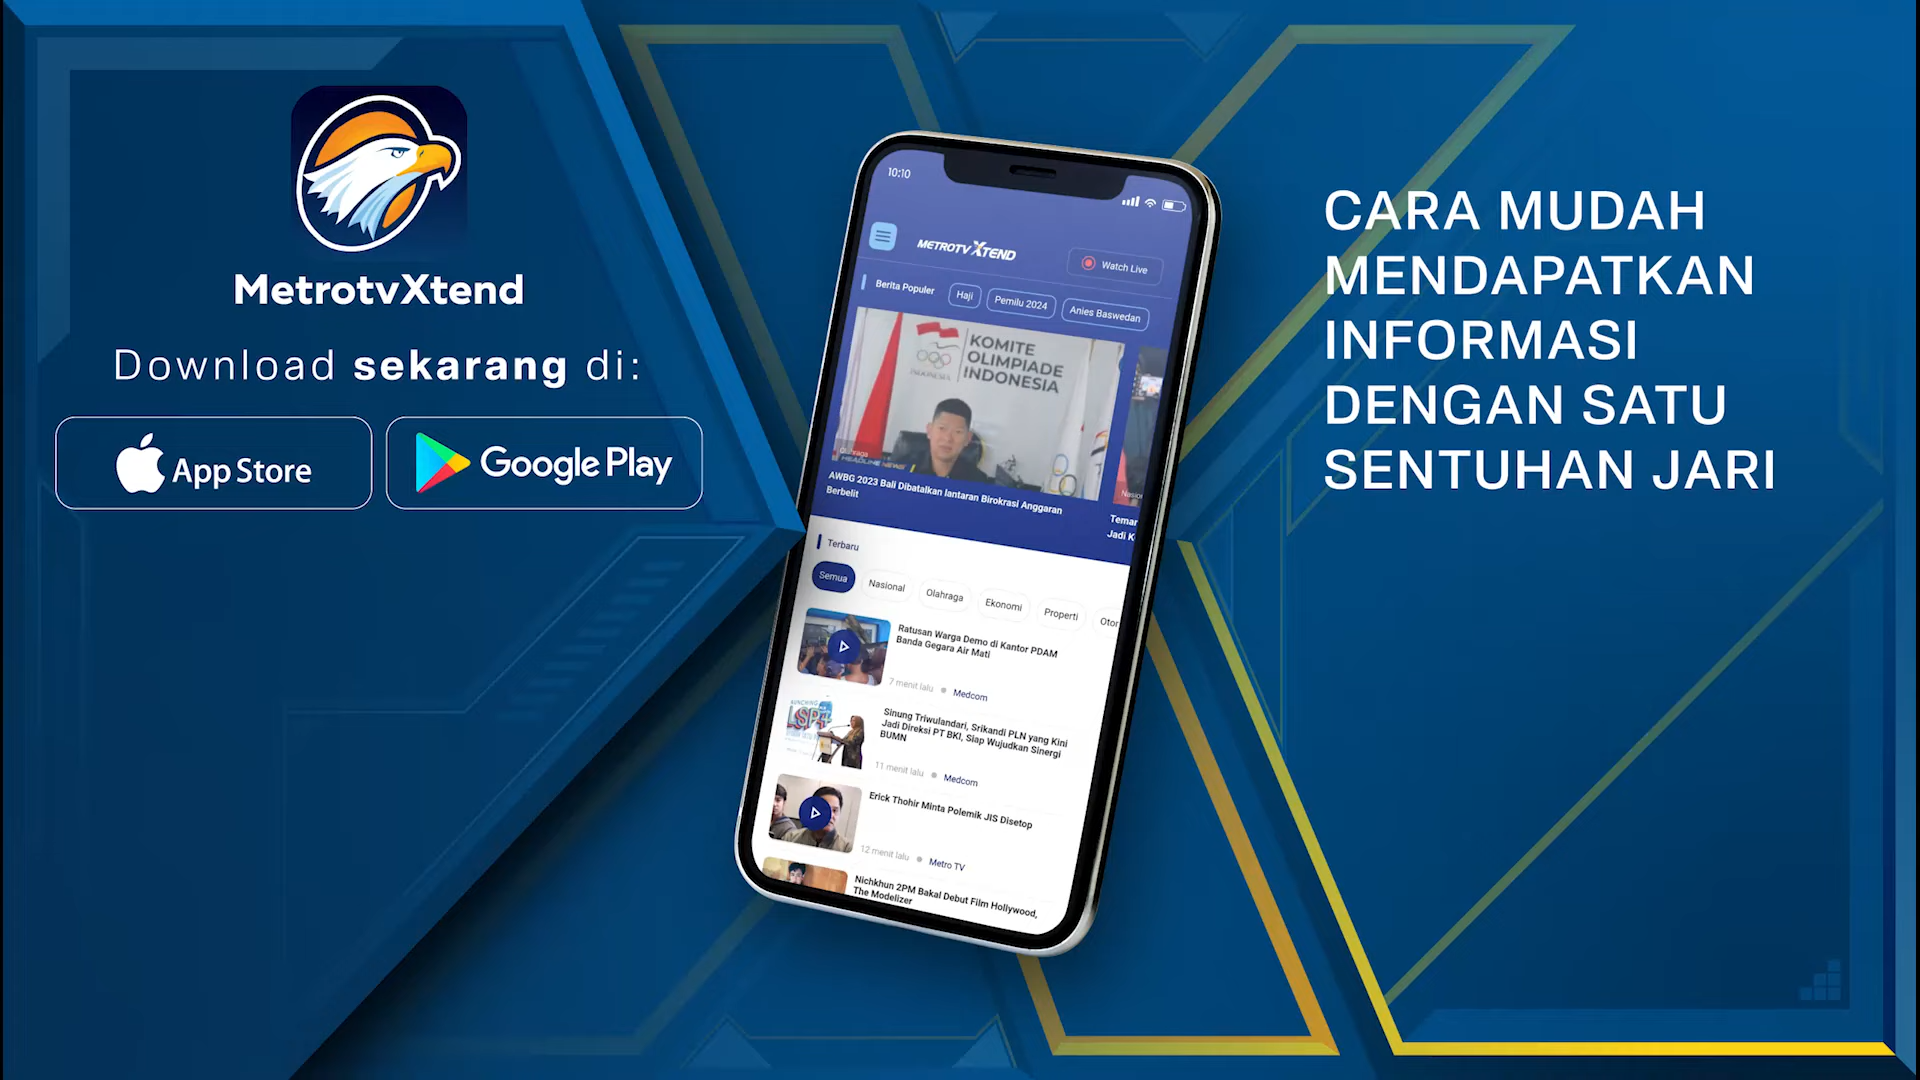 MetrotvXtend
Download sekarang di:
App Store
Google Play
10:10
METROTV XTEND
Watch Live
Berita Populer
Haji
Pemilu 2024
Anies Baswedan
KOMITE
OLIMPIADE
INDONESIA
INDONESIA
Olahraga
HEADLINE NEWS
AWBG 2023 Bali Dibatalkan lantaran Birokrasi Anggaran
Berbelit
Terbaru
Semua
Nasional
Olahraga
Ekonomi
Properti
Ratusan Warga Demo di Kantor PDAM
Banda Gegara Air Mati
7 menit lalu
Medcom
Sinung Triwulandari, Srikandi PLN yang Kini
Jadi Direksi PT BKI, Siap Wujudkan Sinergi
BUMN
11 menit lalu
Medcom
Erick Thohir Minta Polemik JIS Disetop
12 menit lalu
Metro TV
Nichkhun 2PM Bakal Debut Film Hollywood,
The Modelizer
CARA MUDAH
MENDAPATKAN
INFORMASI
DENGAN SATU
SENTUHAN JARI